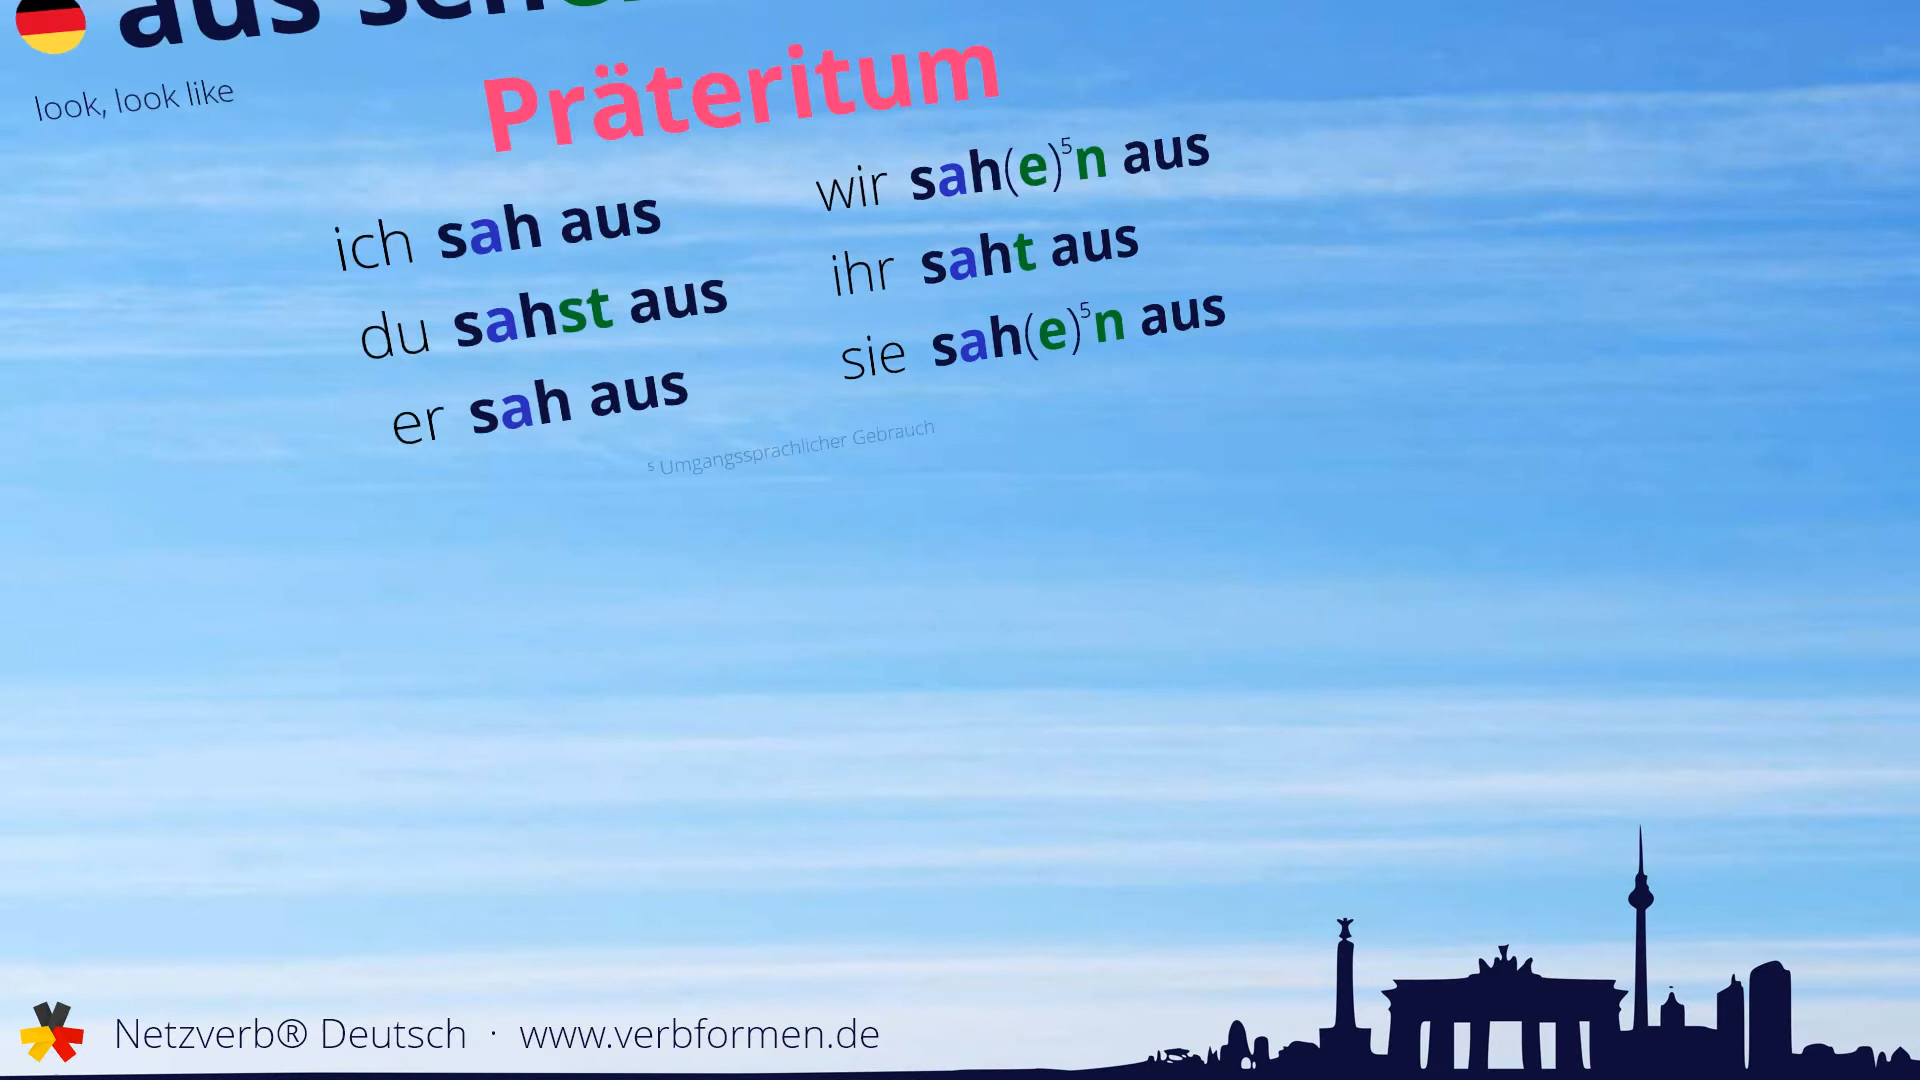 aus
look, look like
Präteritum
ich sah aus
du sahst aus
er sah aus
wir sah(e)⁵n aus
ihr saht aus
sie sah(e)⁵n aus
⁵ Umgangssprachlicher Gebrauch
Netzverb® Deutsch · www.verbformen.de